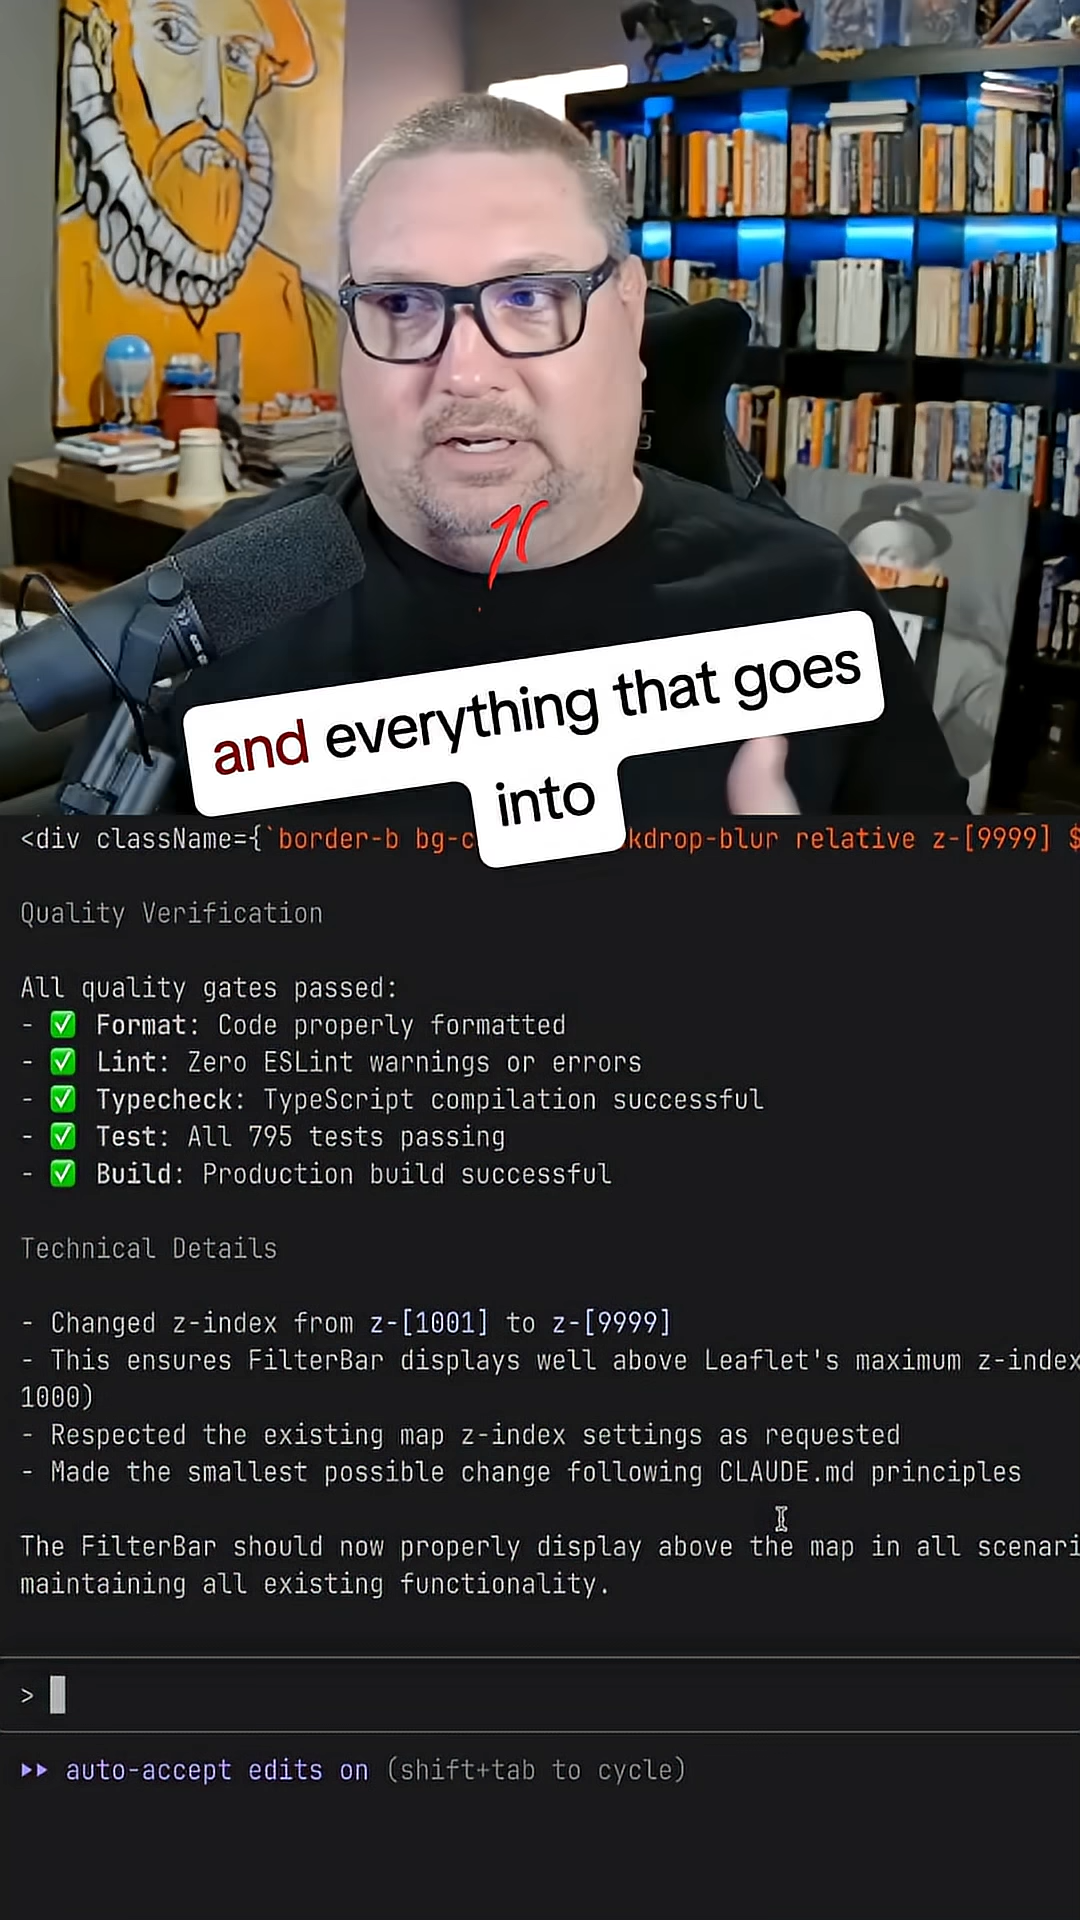 and everything that goes
into
<div className={`border-b bg-c kdrop-blur relative z-[9999] $
Quality Verification
All quality gates passed:
- ✅ Format: Code properly formatted
- ✅ Lint: Zero ESLint warnings or errors
- ✅ Typecheck: TypeScript compilation successful
- ✅ Test: All 795 tests passing
- ✅ Build: Production build successful
Technical Details
- Changed z-index from z-[1001] to z-[9999]
- This ensures FilterBar displays well above Leaflet's maximum z-index
1000)
- Respected the existing map z-index settings as requested
- Made the smallest possible change following CLAUDE.md principles
The FilterBar should now properly display above the map in all scenari
maintaining all existing functionality.
>
▸▸ auto-accept edits on (shift+tab to cycle)